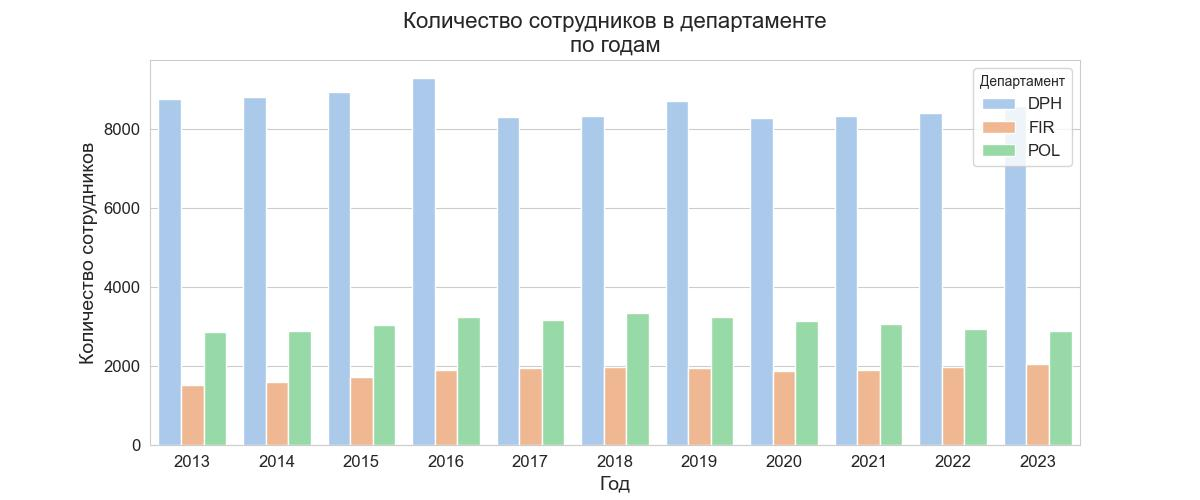 Количество сотрудников в департаменте
по годам
Департамент
DPH
FIR
POL
Количество сотрудников
8000
6000
4000
2000
0
2013 2014 2015 2016 2017 2018 2019 2020 2021 2022 2023
Год